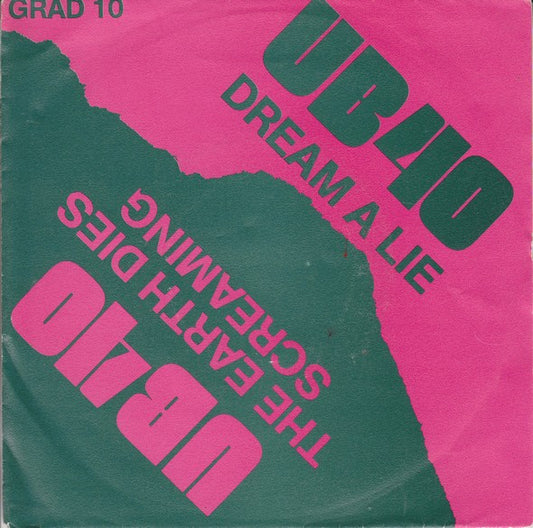 GRAD 10
UB40
DREAM A LIE
THE EARTH DIES
SCREAMING
UB40